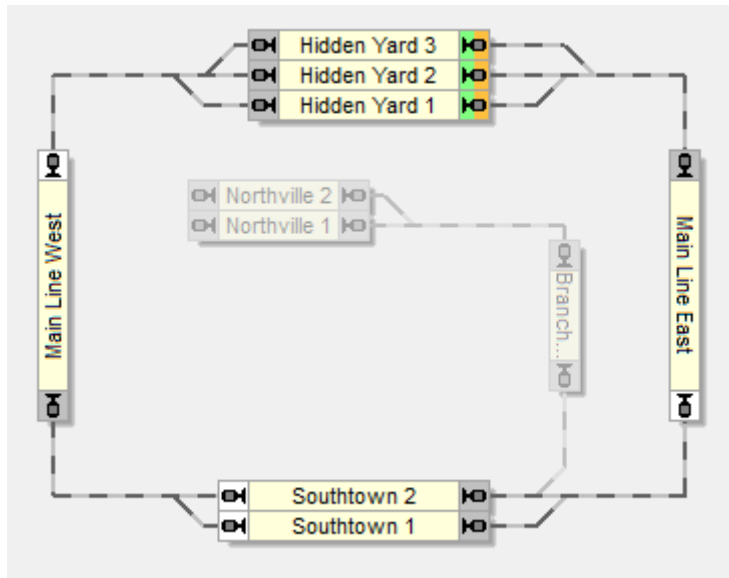 Hidden Yard 3
Hidden Yard 2
Hidden Yard 1
Northville 2
Northville 1
Main Line West
Branch...
Main Line East
Southtown 2
Southtown 1